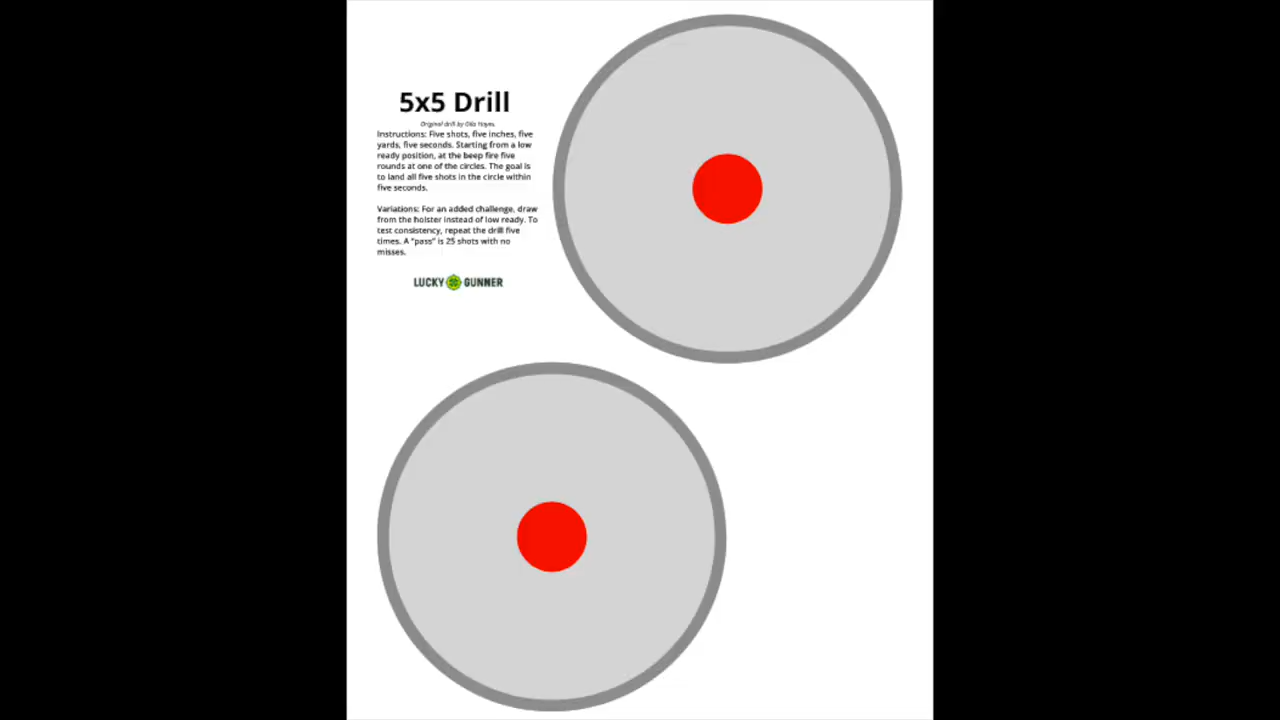 5x5 Drill
Original drill by Gila Hayes.
Instructions: Five shots, five inches, five
yards, five seconds. Starting from a low
ready position, at the beep fire five
rounds at one of the circles. The goal is
to land all five shots in the circle within
five seconds.
Variations: For an added challenge, draw
from the holster instead of low ready. To
test consistency, repeat the drill five
times. A "pass" is 25 shots with no
misses.
LUCKY GUNNER